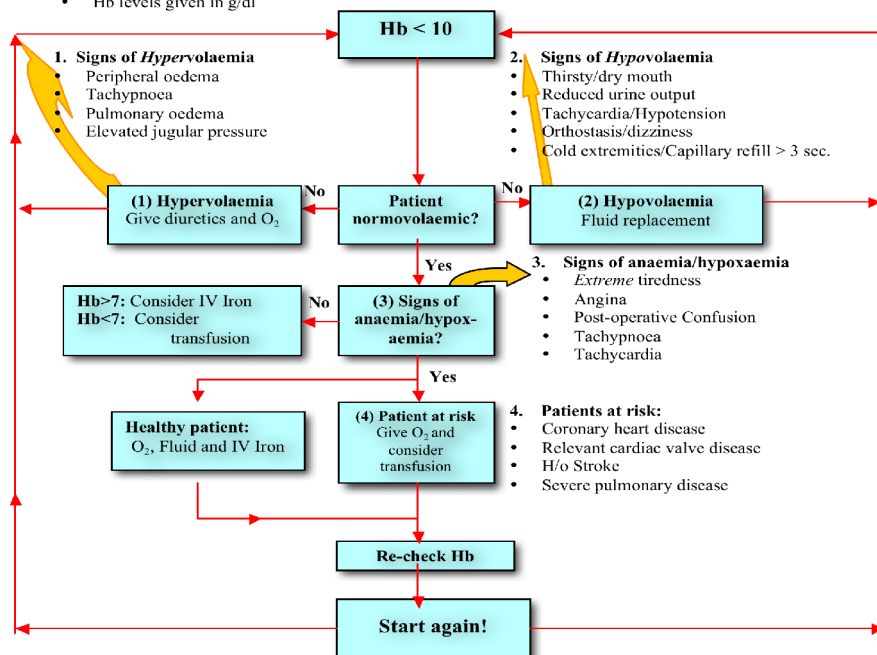 • Hb levels given in g/dl
Hb < 10
1. Signs of Hypervolaemia
• Peripheral oedema
• Tachypnoea
• Pulmonary oedema
• Elevated jugular pressure
2. Signs of Hypovolaemia
• Thirsty/dry mouth
• Reduced urine output
• Tachycardia/Hypotension
• Orthostasis/dizziness
• Cold extremities/Capillary refill > 3 sec.
(1) Hypervolaemia
Give diuretics and O₂
No
Patient
normovolaemic?
No
(2) Hypovolaemia
Fluid replacement
Yes
3. Signs of anaemia/hypoxaemia
• Extreme tiredness
• Angina
• Post-operative Confusion
• Tachypnoea
• Tachycardia
Hb>7: Consider IV Iron
Hb<7: Consider
transfusion
No
(3) Signs of
anaemia/hypox-
aemia?
Yes
Healthy patient:
O₂, Fluid and IV Iron
(4) Patient at risk
Give O₂ and
consider
transfusion
4. Patients at risk:
• Coronary heart disease
• Relevant cardiac valve disease
• H/o Stroke
• Severe pulmonary disease
Re-check Hb
Start again!